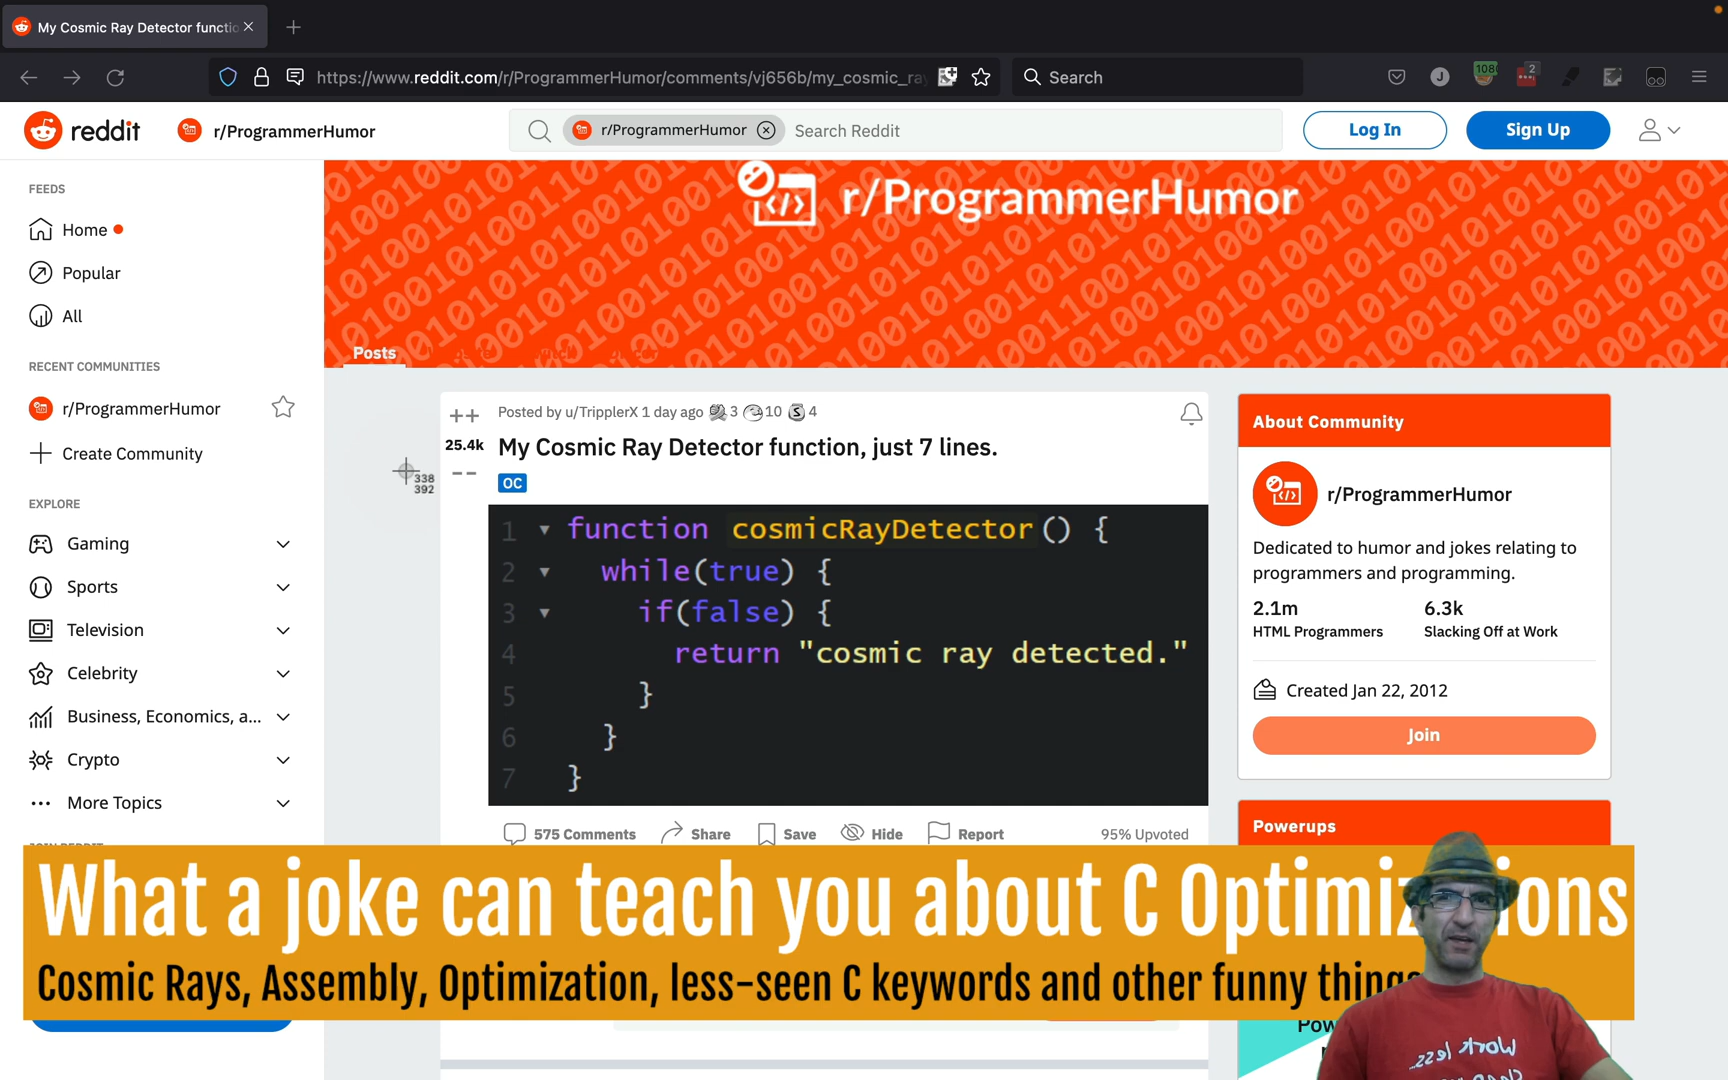 My Cosmic Ray Detector functio
https://www.reddit.com/r/ProgrammerHumor/comments/vj656b/my_cosmic_ra
Search
J
108
2
reddit
r/ProgrammerHumor
r/ProgrammerHumor
Search Reddit
Log In
Sign Up
FEEDS
Home
Popular
All
RECENT COMMUNITIES
r/ProgrammerHumor
Create Community
EXPLORE
Gaming
Sports
Television
Celebrity
Business, Economics, a...
Crypto
More Topics
r/ProgrammerHumor
Posts
338
392
++
25.4k
--
Posted by u/TripplerX 1 day ago 3 10 4
My Cosmic Ray Detector function, just 7 lines.
OC
1 function cosmicRayDetector() {
2 while(true) {
3 if(false) {
4 return "cosmic ray detected."
5 }
6 }
7 }
575 Comments
Share
Save
Hide
Report
95% Upvoted
About Community
r/ProgrammerHumor
Dedicated to humor and jokes relating to
programmers and programming.
2.1m 6.3k
HTML Programmers Slacking Off at Work
Created Jan 22, 2012
Join
Powerups
What a joke can teach you about C
Cosmic Rays, Assembly, Optimization, less-seen C keywords and other funny
Work less